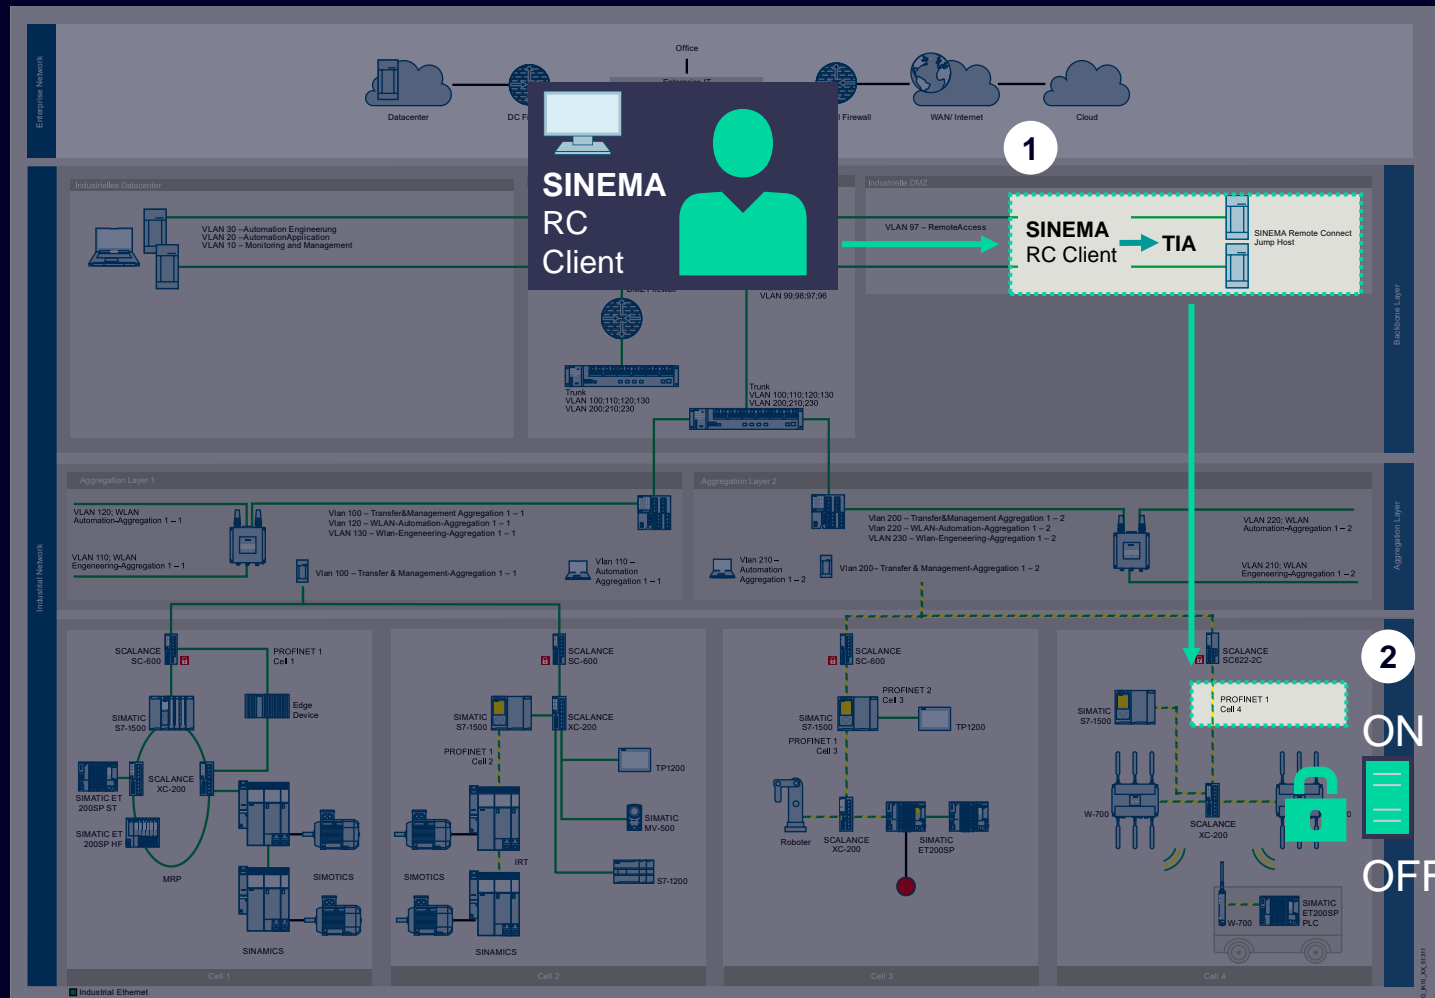 Enterprise Network
Office
Datacenter
WAN/ Internet
Cloud
Firewall
SINEMA
RC
Client
1
Industrielles Datacenter
Industrielle DMZ
VLAN 30 –Automation Engineerung
VLAN 20 –AutomationApplication
VLAN 10 – Monitoring and Management
VLAN 97 – RemoteAccess
SINEMA
RC Client
TIA
SINEMA Remote Connect
Jump Host
VLAN 99;98;97;96
Trunk
VLAN 100;110;120;130
VLAN 200;210;230
Trunk
VLAN 100;110;120;130
VLAN 200;210;230
Backbone Layer
Industrial Network
Aggregation Layer 1
VLAN 120; WLAN
Automation-Aggregation 1 – 1
Vlan 100 – Transfer&Management Aggregation 1 – 1
Vlan 120 – WLAN-Automation-Aggregation 1 – 1
VLAN 130 – Wlan-Engeneering-Aggregation 1 – 1
VLAN 110; WLAN
Engeneering-Aggregation 1 – 1
Vlan 100 – Transfer & Management-Aggregation 1 – 1
Vlan 110 –
Automation
Aggregation 1 – 1
Aggregation Layer 2
Vlan 200 – Transfer&Management Aggregation 1 – 2
Vlan 220 – WLAN-Automation-Aggregation 1 – 2
VLAN 230 – Wlan-Engeneering-Aggregation 1 – 2
VLAN 220; WLAN
Automation-Aggregation 1 – 2
Vlan 210 –
Automation
Aggregation 1 – 2
Vlan 200– Transfer & Management-Aggregation 1 – 2
VLAN 210; WLAN
Engeneering-Aggregation 1 – 2
Aggregation Layer
SCALANCE
SC-600
PROFINET 1
Cell 1
SIMATIC
S7-1500
Edge
Device
SCALANCE
XC-200
SIMATIC ET
200SP ST
SIMATIC ET
200SP HF
MRP
SIMOTICS
SINAMICS
Cell 1
SCALANCE
SC-600
SIMATIC
S7-1500
SCALANCE
XC-200
PROFINET 1
Cell 2
TP1200
SIMATIC
MV-500
IRT
S7-1200
SIMOTICS
SINAMICS
Cell 2
SCALANCE
SC-600
PROFINET 2
Cell 3
SIMATIC
S7-1500
TP1200
PROFINET 1
Cell 3
Roboter
SCALANCE
XC-200
SIMATIC
ET200SP
Cell 3
SCALANCE
SC622-2C
2
PROFINET 1
Cell 4
SIMATIC
S7-1500
ON
W-700
SCALANCE
XC-200
OFF
W-700
SIMATIC
ET200SP
PLC
Cell 4
Industrial Ethernet